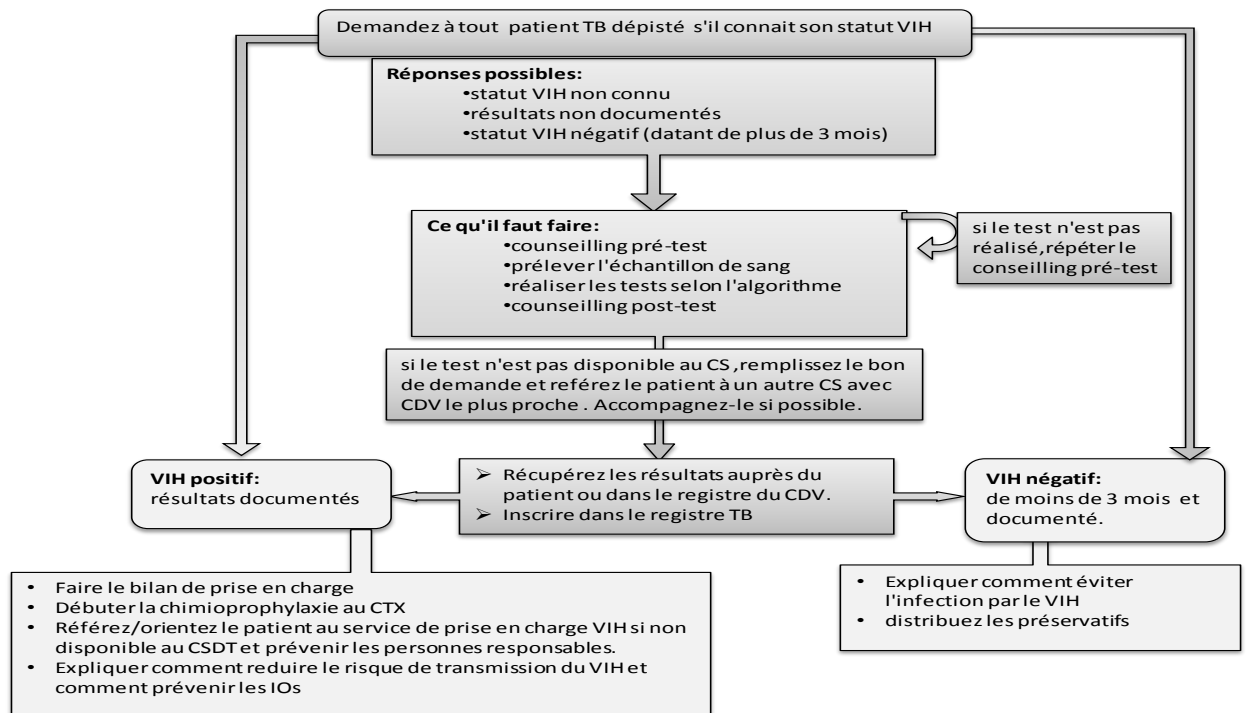 Demandez à tout patient TB dépisté s'il connait son statut VIH
Réponses possibles:
•statut VIH non connu
•résultats non documentés
•statut VIH négatif (datant de plus de 3 mois)
Ce qu'il faut faire:
•counseilling pré-test
•prélever l'échantillon de sang
•réaliser les tests selon l'algorithme
•counseilling post-test
si le test n'est pas
réalisé,répéter le
conseilling pré-test
si le test n'est pas disponible au CS ,remplissez le bon
de demande et referez le patient à un autre CS avec
CDV le plus proche . Accompagnez-le si possible.
VIH positif:
résultats documentés
➢ Récupérez les résultats auprès du
patient ou dans le registre du CDV.
➢ Inscrire dans le registre TB
VIH négatif:
de moins de 3 mois et
documenté.
• Faire le bilan de prise en charge
• Débuter la chimioprophylaxie au CTX
• Référez/orientez le patient au service de prise en charge VIH si non
disponible au CSDT et prévenir les personnes responsables.
• Expliquer comment reduire le risque de transmission du VIH et
comment prévenir les IOs
• Expliquer comment éviter
l'infection par le VIH
• distribuez les préservatifs